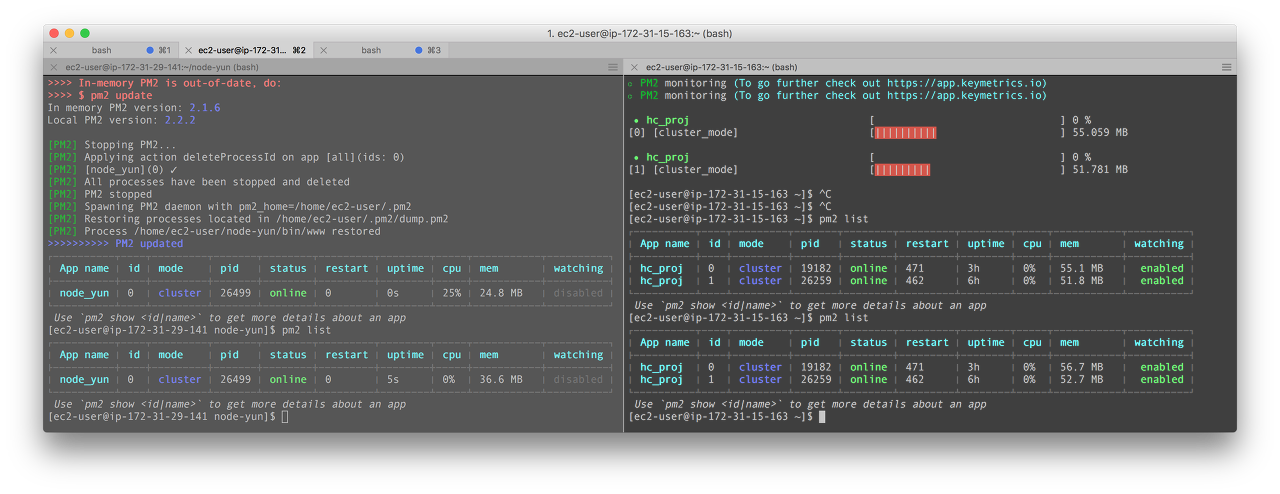 1. ec2-user@ip-172-31-15-163:~ (bash)
bash ⌘1 ec2-user@ip-172-31... ⌘2 bash ⌘3
ec2-user@ip-172-31-29-141:~/node-yun (bash)
>>>> In-memory PM2 is out-of-date, do:
>>>> $ pm2 update
In memory PM2 version: 2.1.6
Local PM2 version: 2.2.2
[PM2] Stopping PM2...
[PM2] Applying action deleteProcessId on app [all](ids: 0)
[PM2] [node_yun](0) ✓
[PM2] All processes have been stopped and deleted
[PM2] PM2 stopped
[PM2] Spawning PM2 daemon with pm2_home=/home/ec2-user/.pm2
[PM2] Restoring processes located in /home/ec2-user/.pm2/dump.pm2
[PM2] Process /home/ec2-user/node-yun/bin/www restored
>>>>>>>>>> PM2 updated
App name id mode pid status restart uptime cpu mem watching
node_yun 0 cluster 26499 online 0 0s 25% 24.8 MB disabled
Use `pm2 show <id|name>` to get more details about an app
[ec2-user@ip-172-31-29-141 node-yun]$ pm2 list
App name id mode pid status restart uptime cpu mem watching
node_yun 0 cluster 26499 online 0 5s 0% 36.6 MB disabled
Use `pm2 show <id|name>` to get more details about an app
[ec2-user@ip-172-31-29-141 node-yun]$
ec2-user@ip-172-31-15-163:~ (bash)
PM2 monitoring (To go further check out https://app.keymetrics.io)
PM2 monitoring (To go further check out https://app.keymetrics.io)
● hc_proj [ ] 0 %
[0] [cluster_mode] [|||||||||| ] 55.059 MB
● hc_proj [ ] 0 %
[1] [cluster_mode] [||||||||| ] 51.781 MB
[ec2-user@ip-172-31-15-163 ~]$ ^C
[ec2-user@ip-172-31-15-163 ~]$ ^C
[ec2-user@ip-172-31-15-163 ~]$ pm2 list
App name id mode pid status restart uptime cpu mem watching
hc_proj 0 cluster 19182 online 471 3h 0% 55.1 MB enabled
hc_proj 1 cluster 26259 online 462 6h 0% 51.8 MB enabled
Use `pm2 show <id|name>` to get more details about an app
[ec2-user@ip-172-31-15-163 ~]$ pm2 list
App name id mode pid status restart uptime cpu mem watching
hc_proj 0 cluster 19182 online 471 3h 0% 56.7 MB enabled
hc_proj 1 cluster 26259 online 462 6h 0% 52.7 MB enabled
Use `pm2 show <id|name>` to get more details about an app
[ec2-user@ip-172-31-15-163 ~]$